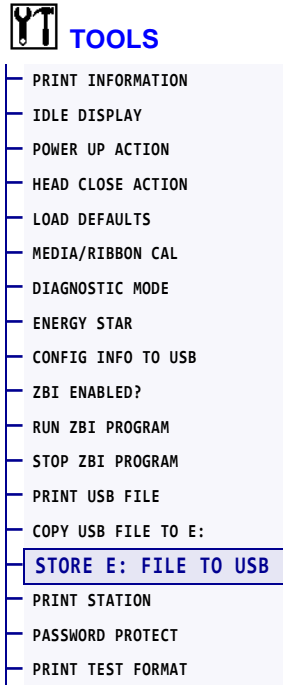 TOOLS
PRINT INFORMATION
IDLE DISPLAY
POWER UP ACTION
HEAD CLOSE ACTION
LOAD DEFAULTS
MEDIA/RIBBON CAL
DIAGNOSTIC MODE
ENERGY STAR
CONFIG INFO TO USB
ZBI ENABLED?
RUN ZBI PROGRAM
STOP ZBI PROGRAM
PRINT USB FILE
COPY USB FILE TO E:
STORE E: FILE TO USB
PRINT STATION
PASSWORD PROTECT
PRINT TEST FORMAT